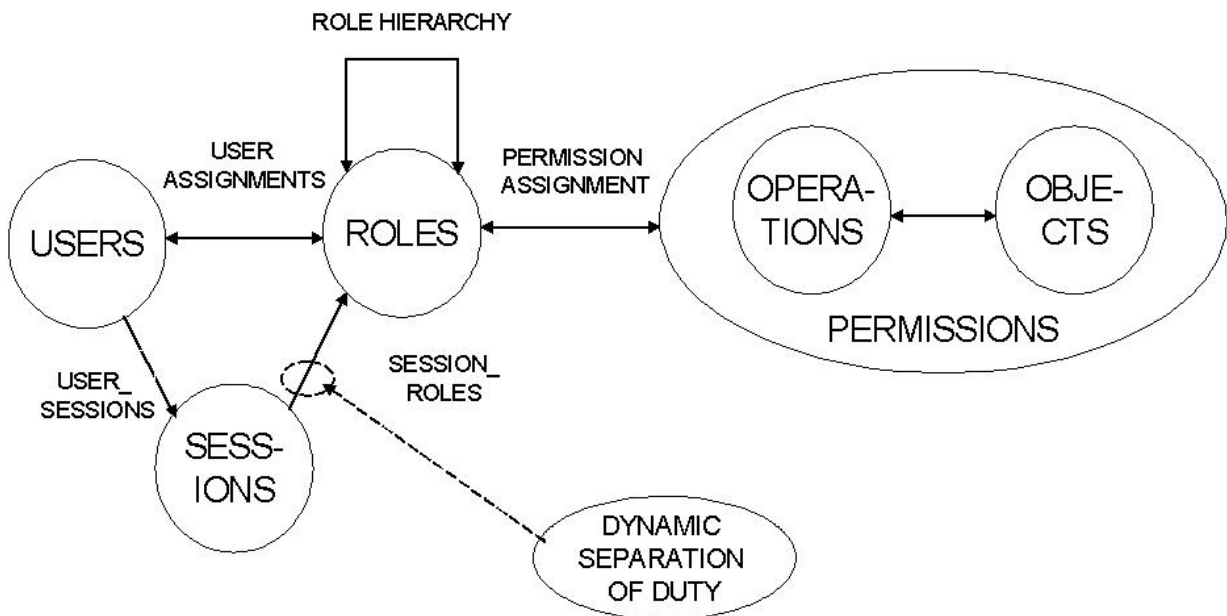 ROLE HIERARCHY
USER
ASSIGNMENTS
PERMISSION
ASSIGNMENT
USERS
ROLES
OPERA-
TIONS
OBJE-
CTS
PERMISSIONS
USER_
SESSIONS
SESSION_
ROLES
SESS-
IONS
DYNAMIC
SEPARATION
OF DUTY